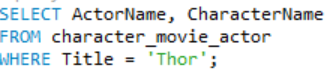 SELECT ActorName, CharacterName
FROM character_movie_actor
WHERE Title = 'Thor';